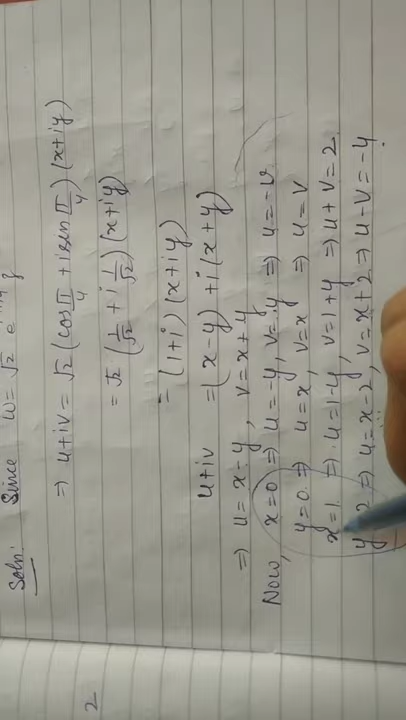 Soln: Since w = √2 e z
⇒ u+iv = √2 (cos π/4 + i sin π/4) (x+iy)
= √2 (1/√2 + i 1/√2) (x+iy)
= (1+i) (x+iy)
u+iv = (x-y) + i(x+y)
⇒ u = x-y, v = x+y
Now, x=0 ⇒ u=-y, v=y ⇒ u=-v
y=0 ⇒ u=x, v=x ⇒ u=v
x=1 ⇒ u=1-y, v=1+y ⇒ u+v=2
y 2 ⇒ u=x-2, v=x+2 ⇒ u-v=-4
2